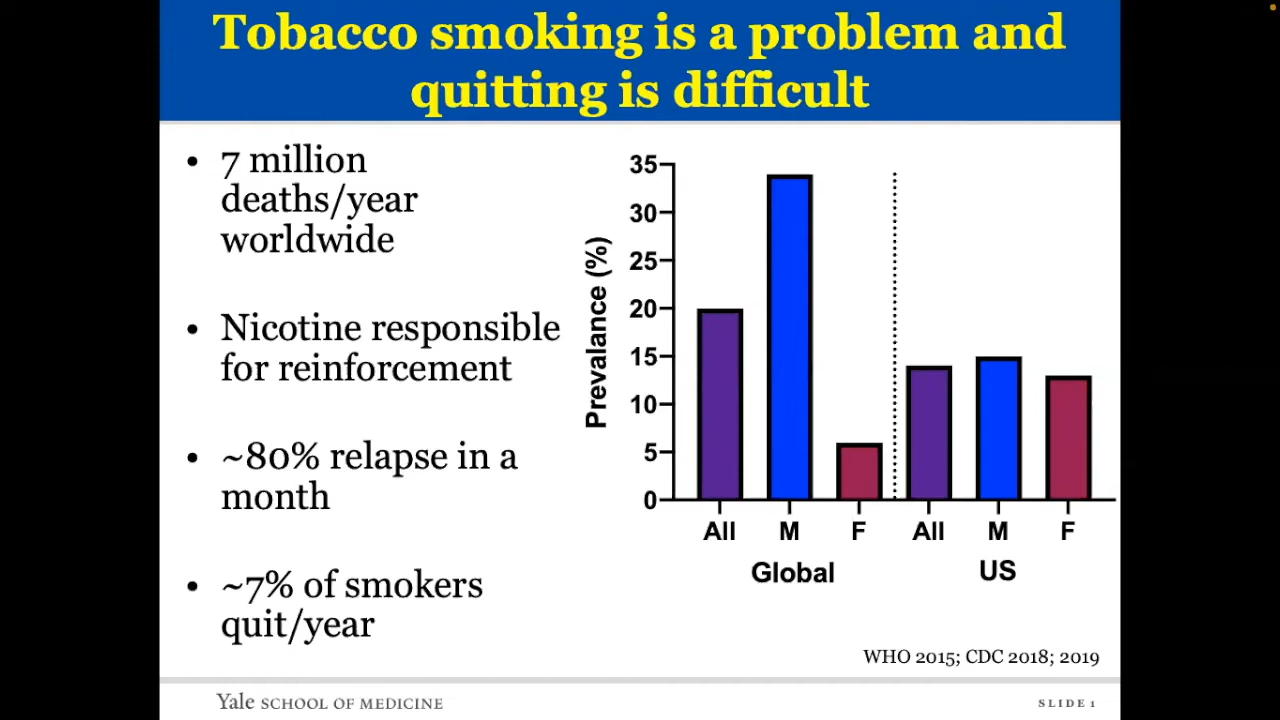 Tobacco smoking is a problem and
quitting is difficult
• 7 million
deaths/year
worldwide
• Nicotine responsible
for reinforcement
• ~80% relapse in a
month
• ~7% of smokers
quit/year
Prevalance (%)
35
30
25
20
15
10
5
0
All M F All M F
Global US
WHO 2015; CDC 2018; 2019
Yale SCHOOL OF MEDICINE
SLIDE 1